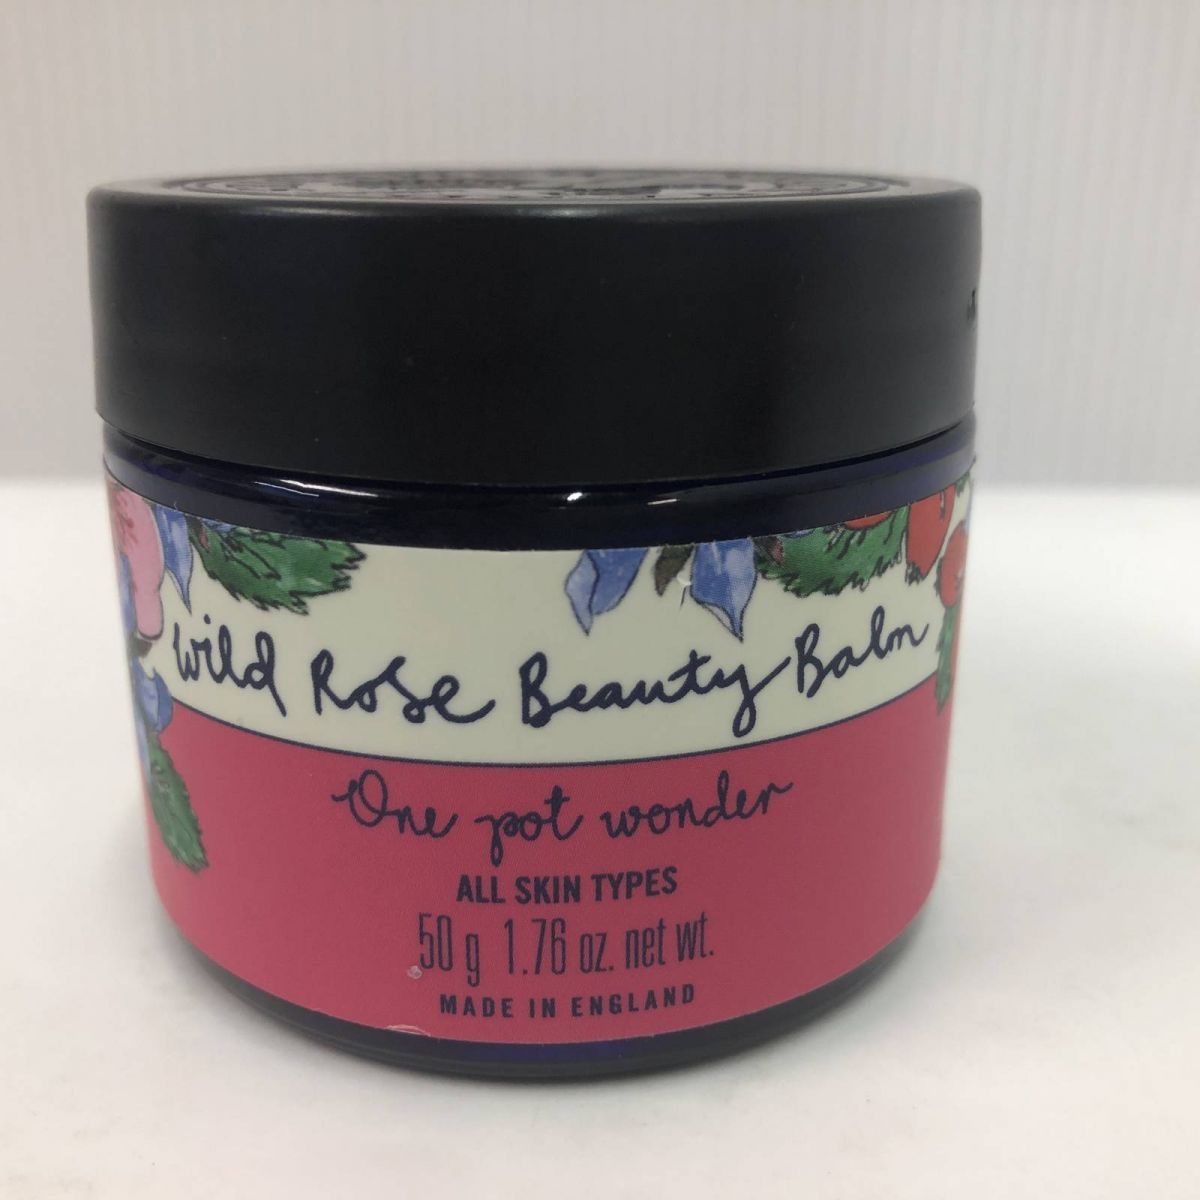 Wild Rose Beauty Balm
One pot wonder
ALL SKIN TYPES
50 g 1.76 oz. net wt.
MADE IN ENGLAND